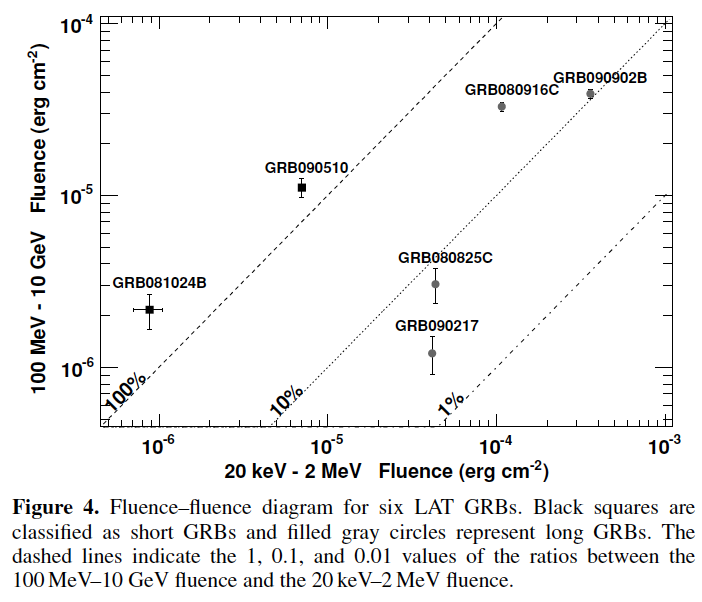 10-4
GRB090902B
GRB080916C
GRB090510
10-5
GRB080825C
GRB081024B
GRB090217
10-6
100%
10%
1%
100 MeV - 10 GeV Fluence (erg cm-2)
10-6 10-5 10-4 10-3
20 keV - 2 MeV Fluence (erg cm-2)
Figure 4. Fluence–fluence diagram for six LAT GRBs. Black squares are
classified as short GRBs and filled gray circles represent long GRBs. The
dashed lines indicate the 1, 0.1, and 0.01 values of the ratios between the
100 MeV–10 GeV fluence and the 20 keV–2 MeV fluence.